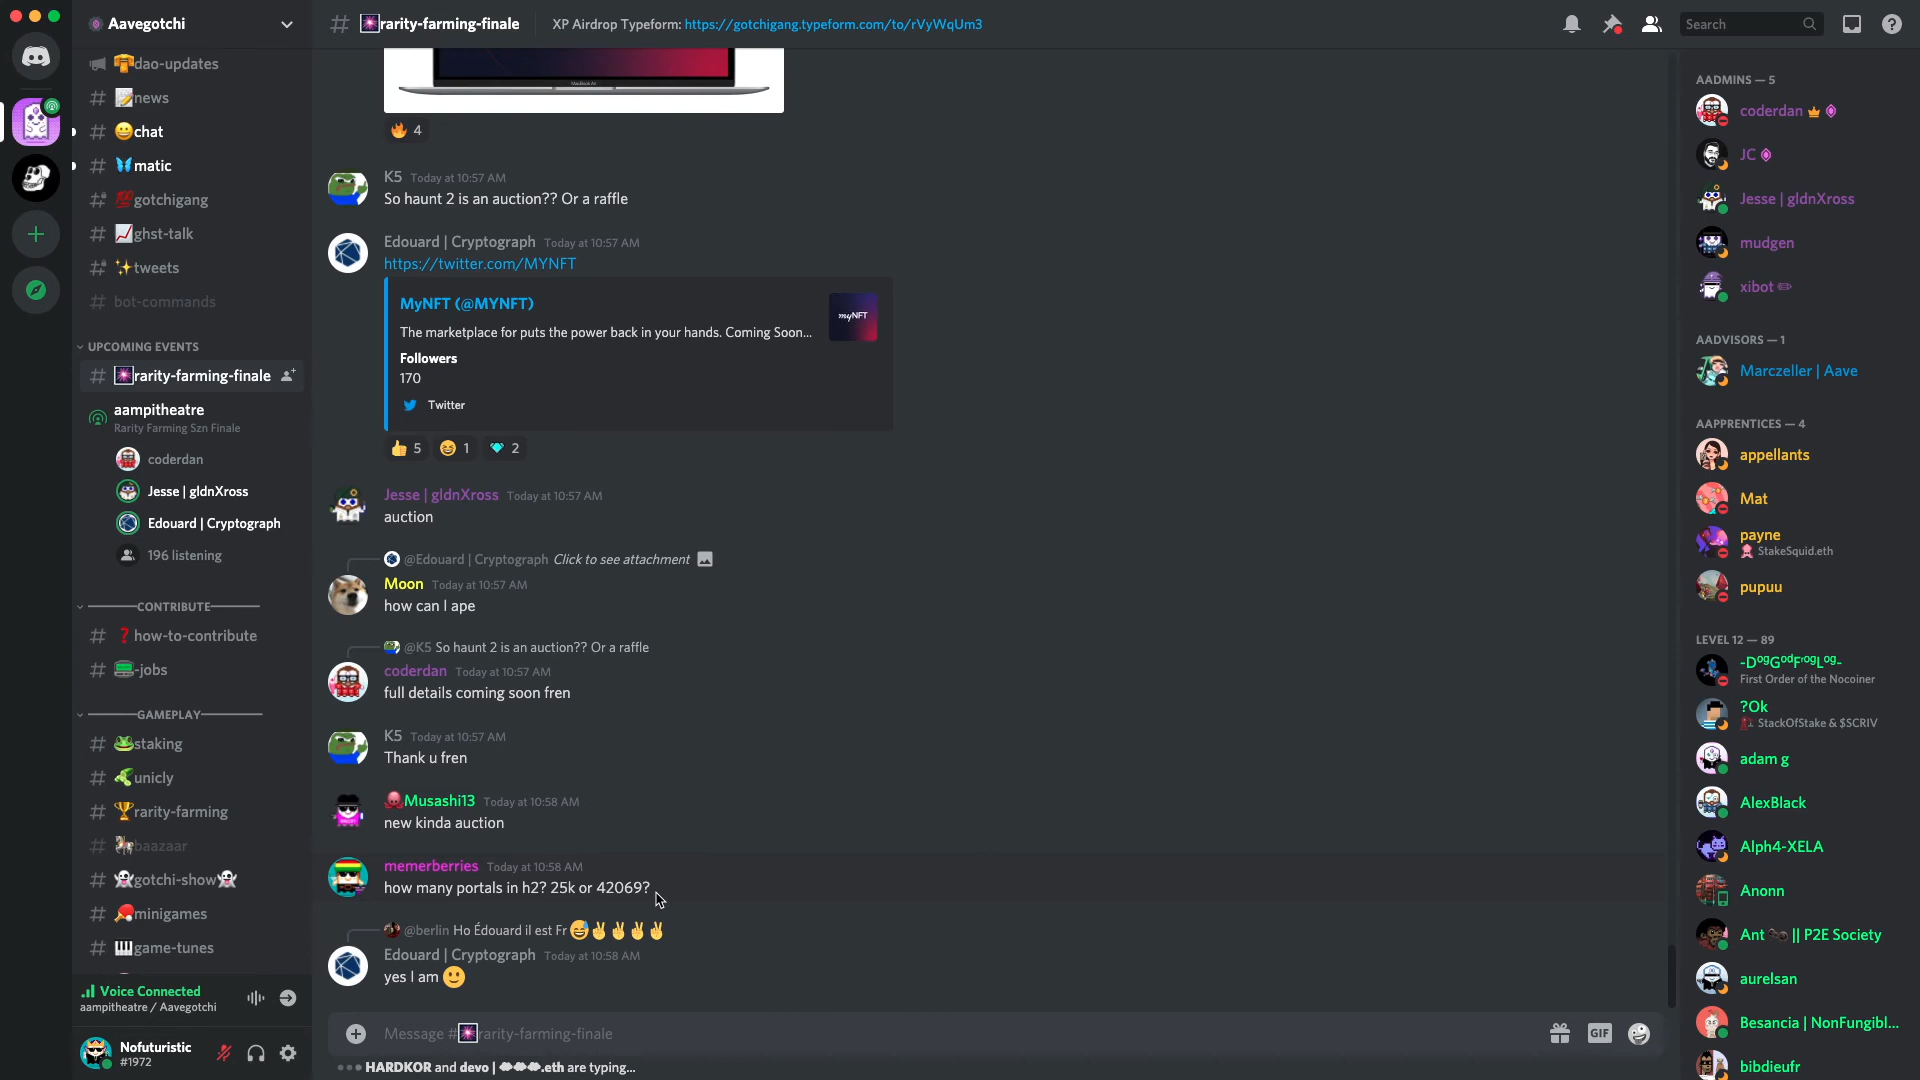 Aavegotchi
dao-updates
news
chat
matic
gotchigang
ghst-talk
tweets
bot-commands
UPCOMING EVENTS
rarity-farming-finale
aampitheatre
Rarity Farming Szn Finale
coderdan
Jesse | gldnXross
Edouard | Cryptograph
196 listening
CONTRIBUTE
how-to-contribute
-jobs
GAMEPLAY
staking
unicly
rarity-farming
baazaar
gotchi-show
minigames
game-tunes
Voice Connected
aampitheatre / Aavegotchi
Nofuturistic
#1972
rarity-farming-finale
XP Airdrop Typeform: https://gotchigang.typeform.com/to/rVyWqUm3
Search
MacBook Air
4
K5 Today at 10:57 AM
So haunt 2 is an auction?? Or a raffle
Edouard | Cryptograph Today at 10:57 AM
https://twitter.com/MYNFT
MyNFT (@MYNFT)
The marketplace for puts the power back in your hands. Coming Soon...
myNFT
Followers
170
Twitter
5 1 2
Jesse | gldnXross Today at 10:57 AM
auction
@Edouard | Cryptograph Click to see attachment
Moon Today at 10:57 AM
how can I ape
@K5 So haunt 2 is an auction?? Or a raffle
coderdan Today at 10:57 AM
full details coming soon fren
K5 Today at 10:57 AM
Thank u fren
Musashi13 Today at 10:58 AM
new kinda auction
memerberries Today at 10:58 AM
how many portals in h2? 25k or 42069?
@berlin Ho Édouard il est Fr
Edouard | Cryptograph Today at 10:58 AM
yes I am
Message #rarity-farming-finale
GIF
HARDKOR and devo | .eth are typing...
AADMINS — 5
coderdan
JC
Jesse | gldnXross
mudgen
xibot
AADVISORS — 1
Marczeller | Aave
AAPPRENTICES — 4
appellants
Mat
payne
StakeSquid.eth
pupuu
LEVEL 12 — 89
-DᵒᵍGᵒᵈFʳᵒᵍLᵒᵍ-
First Order of the Nocoiner
?Ok
StackOfStake & $SCRIV
adam g
AlexBlack
Alph4-XELA
Anonn
Ant || P2E Society
aurelsan
Besancia | NonFungibl...
bibdieufr